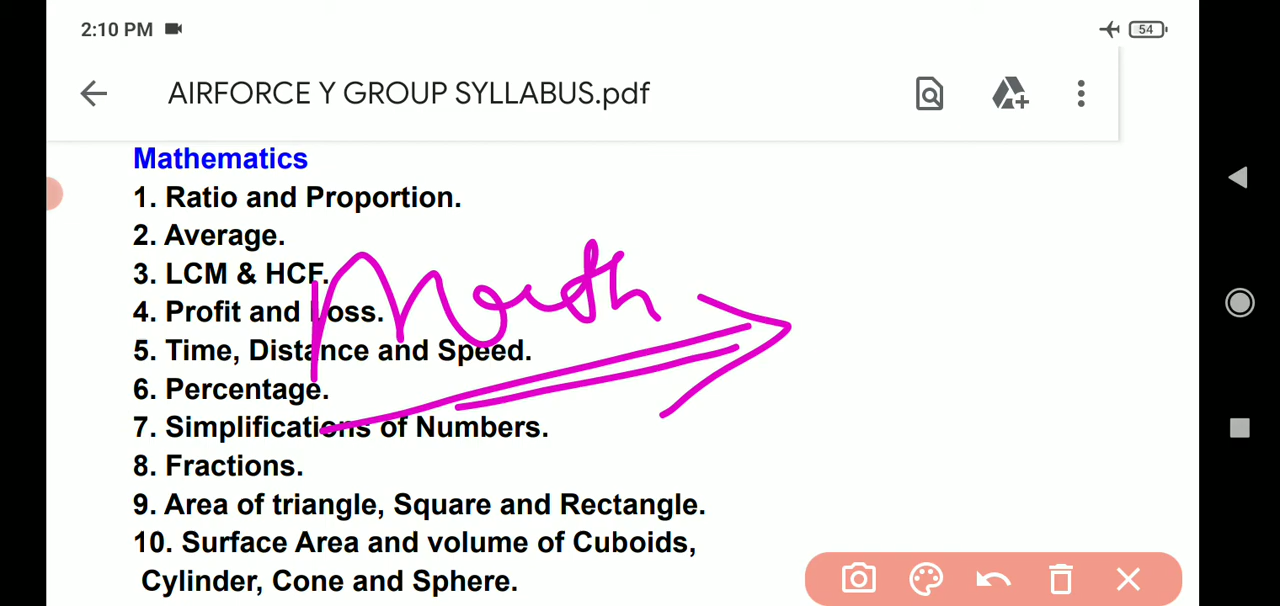 2:10 PM
54
AIRFORCE Y GROUP SYLLABUS.pdf
Mathematics
1. Ratio and Proportion.
2. Average.
3. LCM & HCF.
4. Profit and Loss.
Math
5. Time, Distance and Speed.
6. Percentage.
7. Simplifications of Numbers.
8. Fractions.
9. Area of triangle, Square and Rectangle.
10. Surface Area and volume of Cuboids,
Cylinder, Cone and Sphere.